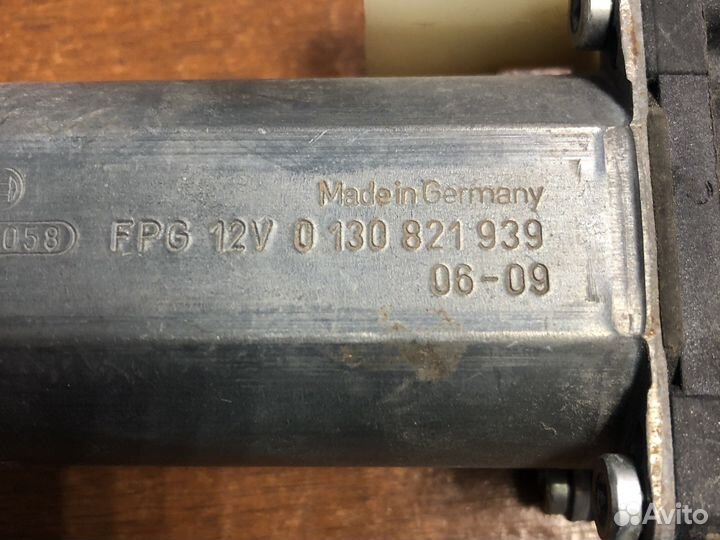 Made in Germany
058 FPG 12V 0 130 821 939
06-09
Avito